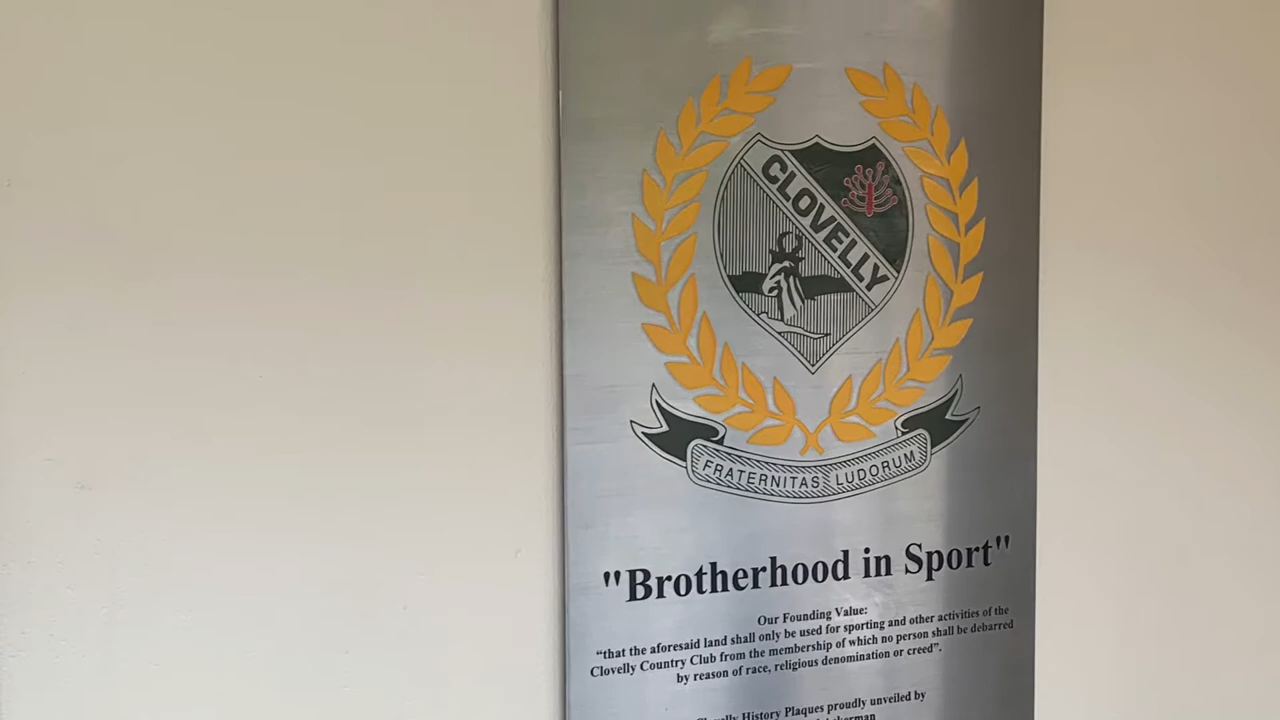 CLOVELLY
FRATERNITAS LUDORUM
"Brotherhood in Sport"
Our Founding Value:
“that the aforesaid land shall only be used for sporting and other activities of the
Clovelly Country Club from the membership of which no person shall be debarred
by reason of race, religious denomination or creed”.
History Plaques proudly unveiled by